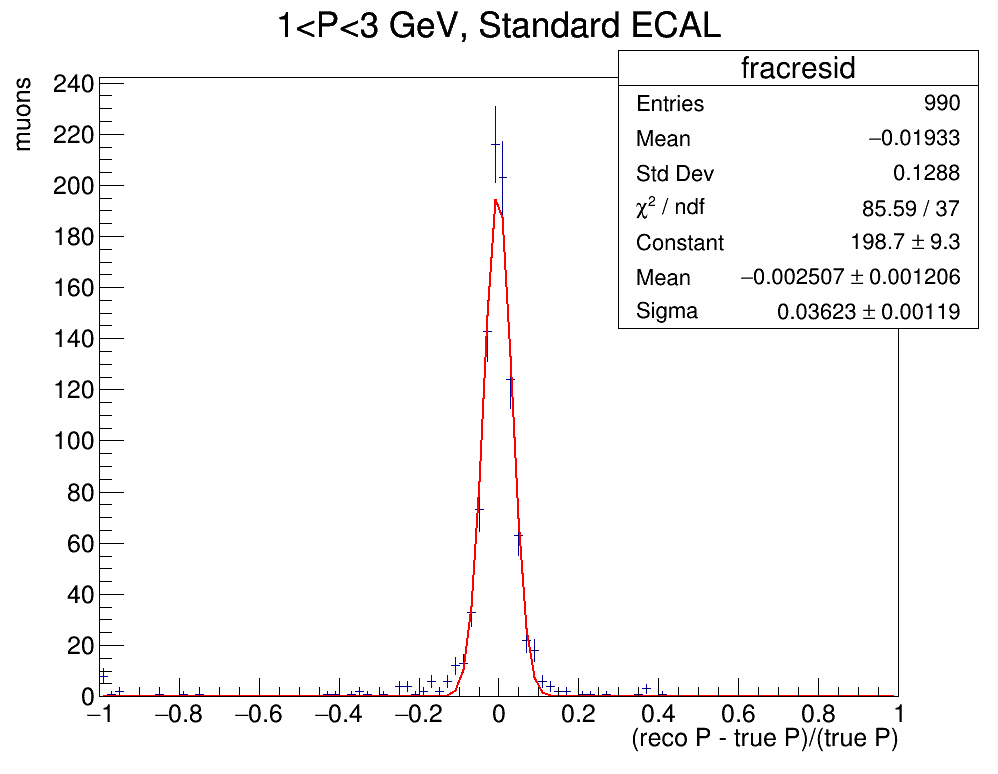 1<P<3 GeV, Standard ECAL
muons
fracresid
Entries 990
Mean −0.01933
Std Dev 0.1288
χ² / ndf 85.59 / 37
Constant 198.7 ± 9.3
Mean −0.002507 ± 0.001206
Sigma 0.03623 ± 0.00119
240
220
200
180
160
140
120
100
80
60
40
20
0
−1 −0.8 −0.6 −0.4 −0.2 0 0.2 0.4 0.6 0.8 1
(reco P - true P)/(true P)